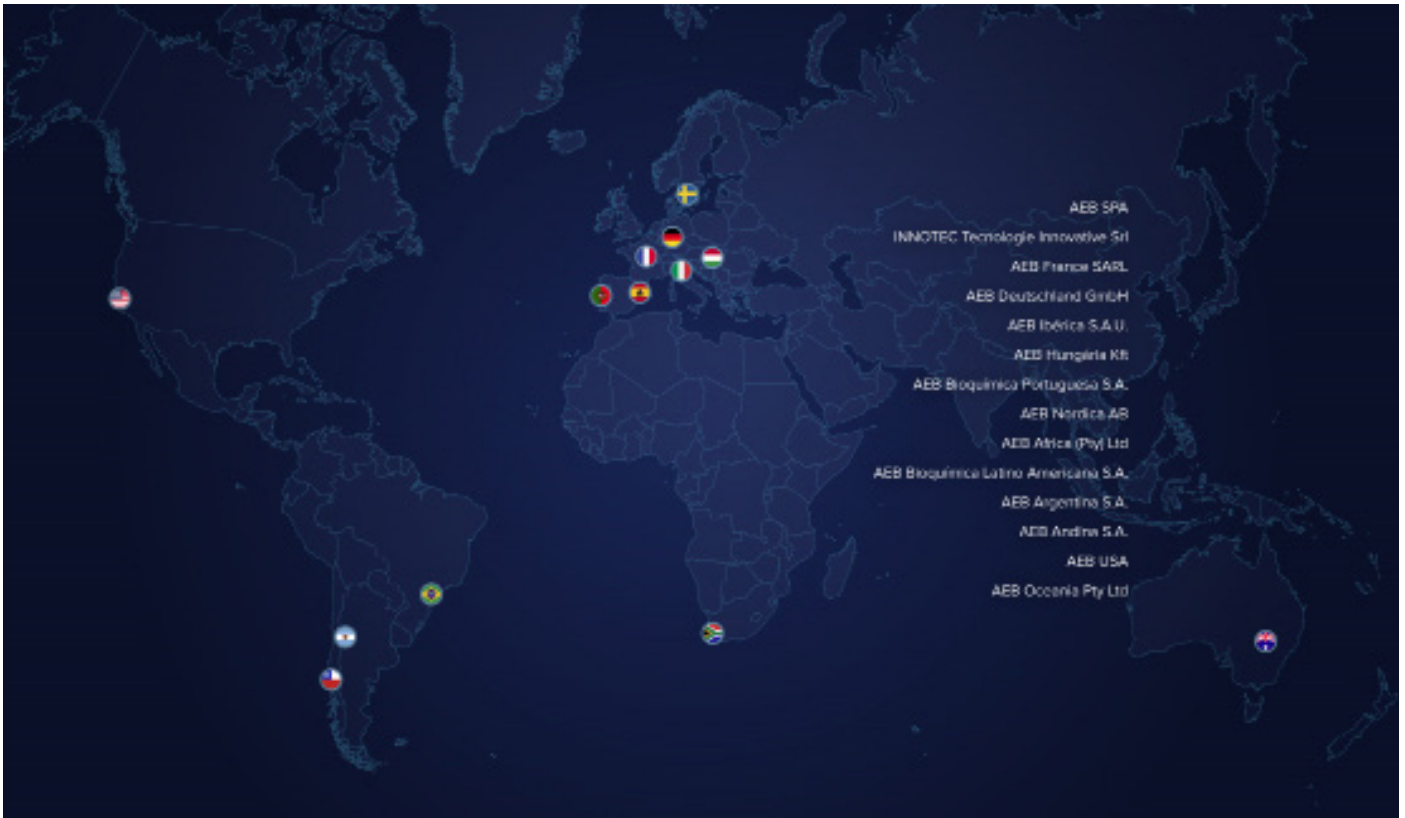 AEB SPA
INNOTEC Tecnologie Innovative Srl
AEB France SARL
AEB Deutschland GmbH
AEB Ibérica S.A.U.
AEB Hungária Kft
AEB Bioquímica Portuguesa S.A.
AEB Nordica AB
AEB Africa (Pty) Ltd
AEB Bioquímica Latino Americana S.A.
AEB Argentina S.A.
AEB Andina S.A.
AEB USA
AEB Oceania Pty Ltd